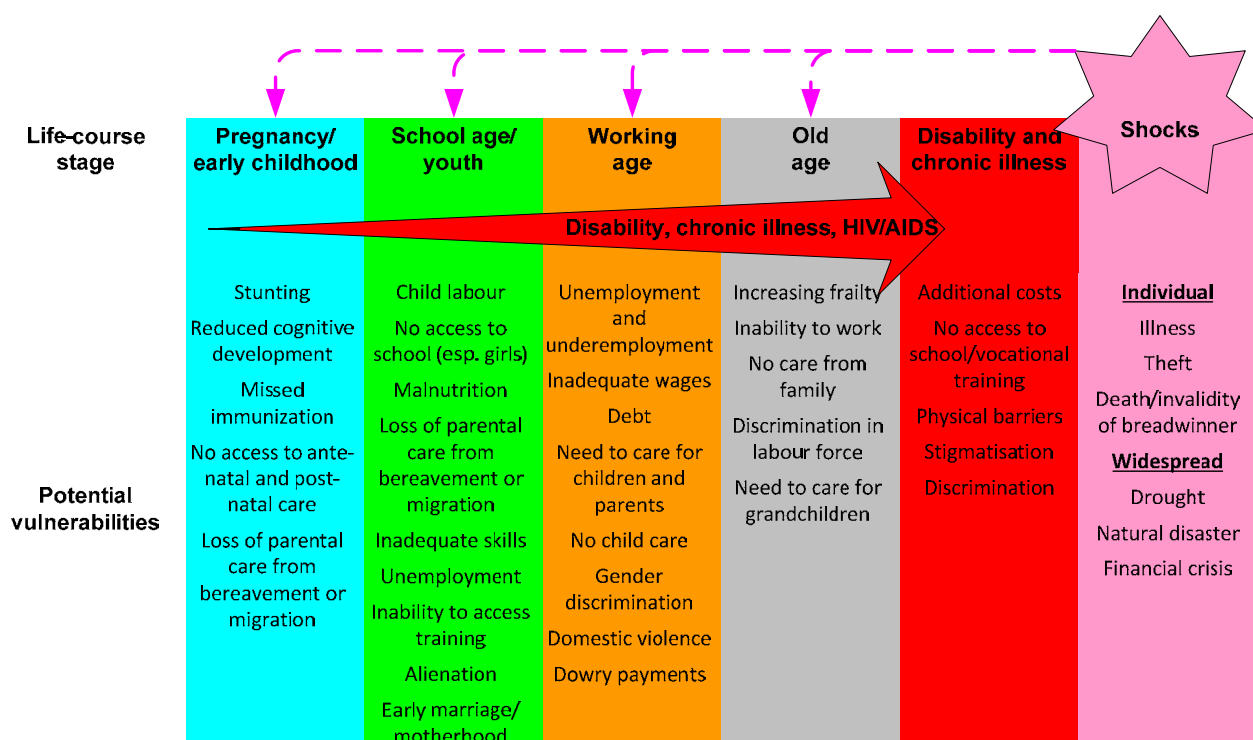 Life-course
stage
Pregnancy/
early childhood
School age/
youth
Working
age
Old
age
Disability and
chronic illness
Shocks
Disability, chronic illness, HIV/AIDS
Potential
vulnerabilities
Stunting
Reduced cognitive
development
Missed
immunization
No access to ante-
natal and post-
natal care
Loss of parental
care from
bereavement or
migration
Child labour
No access to
school (esp. girls)
Malnutrition
Loss of parental
care from
bereavement or
migration
Inadequate skills
Unemployment
Inability to access
training
Alienation
Early marriage/
motherhood
Unemployment
and
underemployment
Inadequate wages
Debt
Need to care for
children and
parents
No child care
Gender
discrimination
Domestic violence
Dowry payments
Increasing frailty
Inability to work
No care from
family
Discrimination in
labour force
Need to care for
grandchildren
Additional costs
No access to
school/vocational
training
Physical barriers
Stigmatisation
Discrimination
Individual
Illness
Theft
Death/invalidity
of breadwinner
Widespread
Drought
Natural disaster
Financial crisis